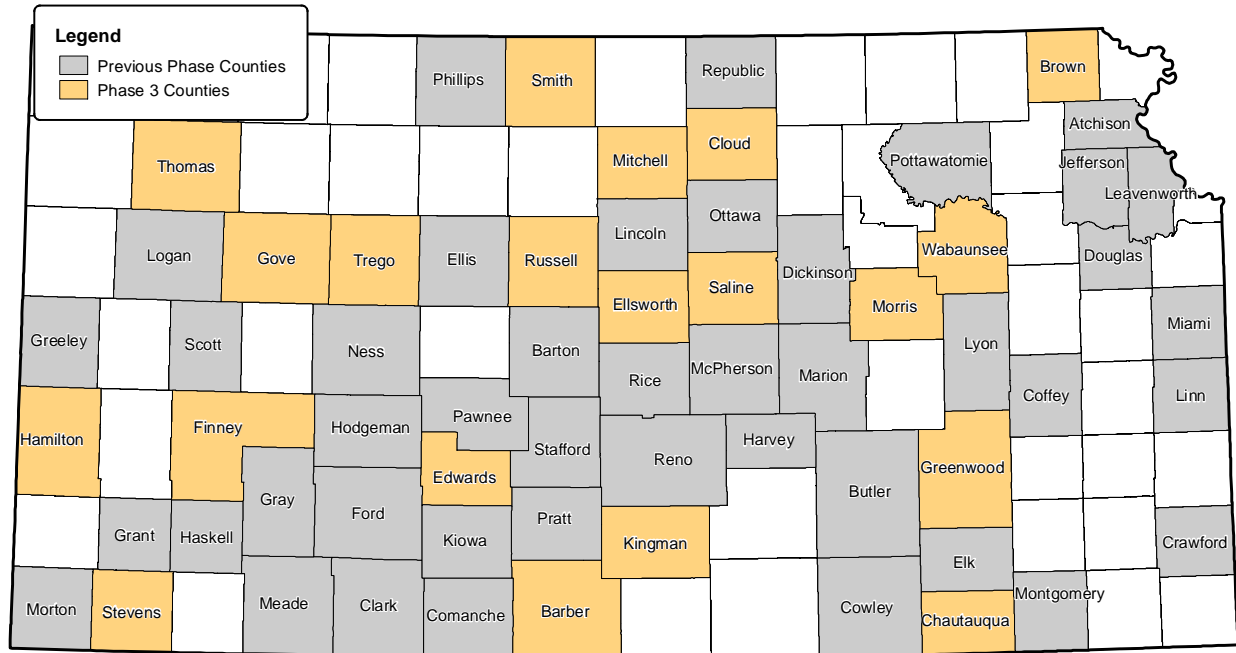 Legend
Previous Phase Counties
Phase 3 Counties
Phillips
Smith
Republic
Brown
Thomas
Mitchell
Cloud
Pottawatomie
Atchison
Jefferson
Leavenworth
Logan
Gove
Trego
Ellis
Russell
Lincoln
Ottawa
Ellsworth
Saline
Dickinson
Wabaunsee
Morris
Douglas
Greeley
Scott
Ness
Barton
Rice
McPherson
Marion
Lyon
Miami
Coffey
Linn
Hamilton
Finney
Hodgeman
Pawnee
Stafford
Reno
Harvey
Edwards
Gray
Ford
Butler
Greenwood
Grant
Haskell
Kiowa
Pratt
Kingman
Elk
Crawford
Morton
Stevens
Meade
Clark
Comanche
Barber
Cowley
Chautauqua
Montgomery